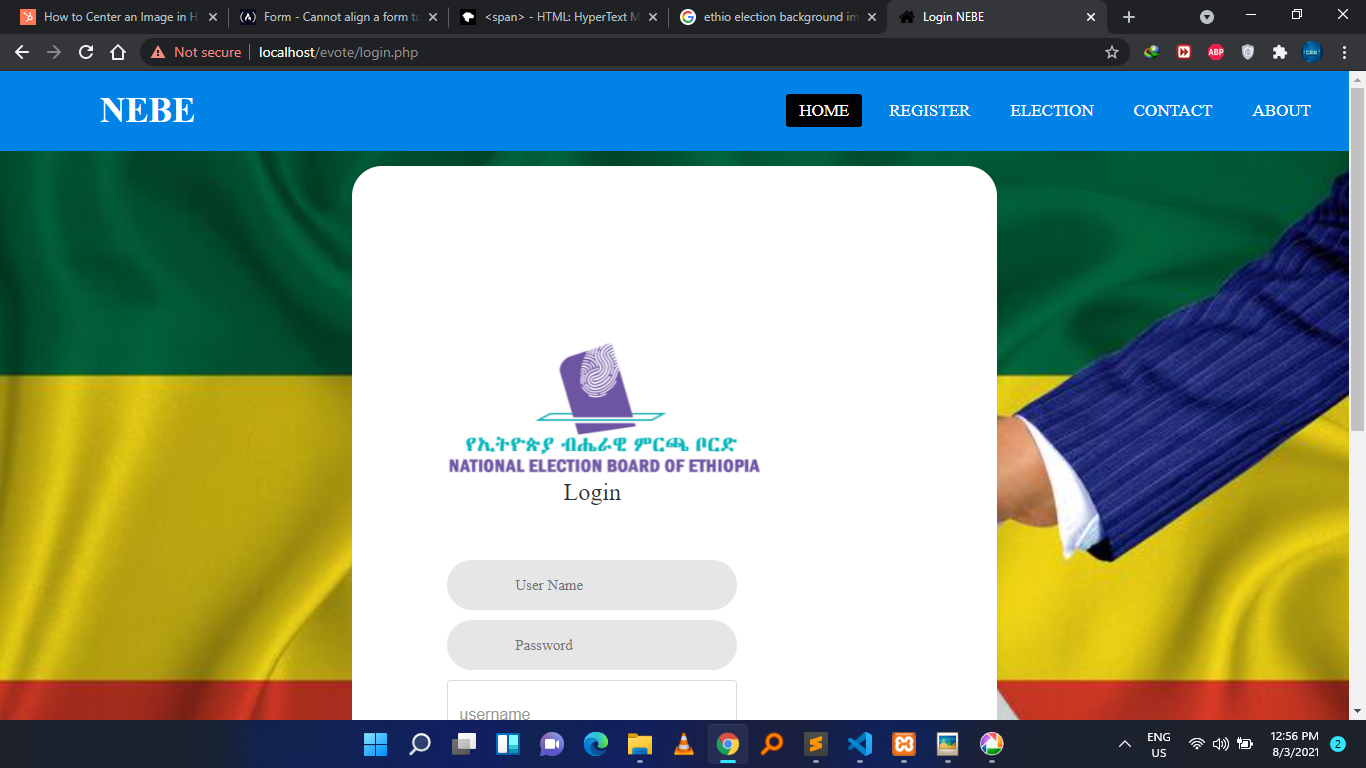 How to Center an Image in H
Form - Cannot align a form to
<span> - HTML: HyperText M
ethio election background im
Login NEBE
Not secure
localhost/evote/login.php
ABP
NEBE
HOME
REGISTER
ELECTION
CONTACT
ABOUT
የኢትዮጵያ ብሔራዊ ምርጫ ቦርድ
NATIONAL ELECTION BOARD OF ETHIOPIA
Login
User Name
Password
username
ENG
US
12:56 PM
8/3/2021
2